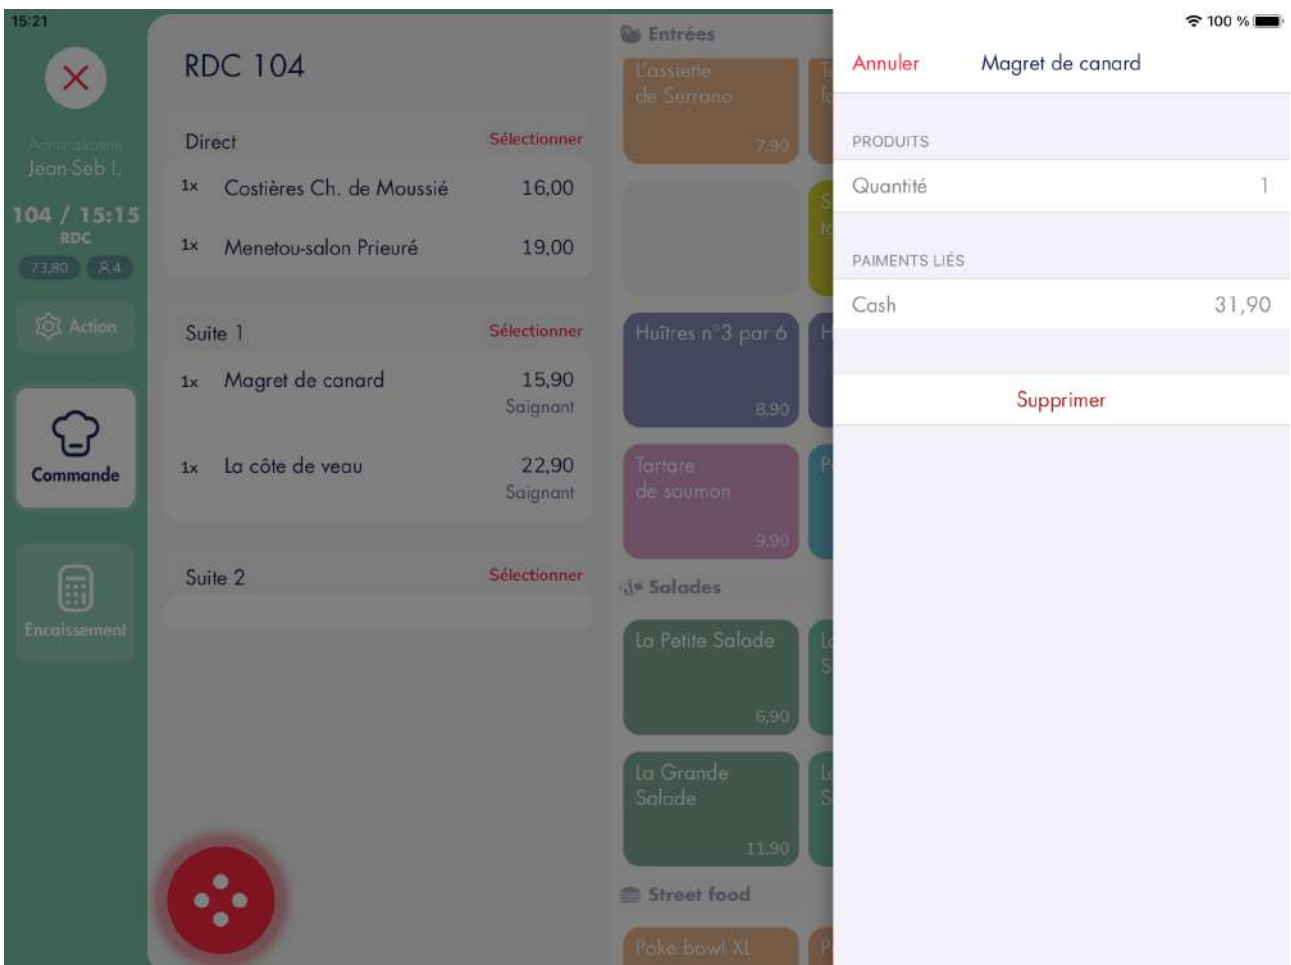 15:21
100 %
Administrateur
Jean-Seb I.
104 / 15:15
RDC
73,80
4
Action
Commande
Encaissement
RDC 104
Direct
Sélectionner
1x Costières Ch. de Moussié 16,00
1x Menetou-salon Prieuré 19,00
Suite 1
Sélectionner
1x Magret de canard 15,90
Saignant
1x La côte de veau 22,90
Saignant
Suite 2
Sélectionner
Entrées
L'assiette
de Serrano
7,90
Huîtres n°3 par 6
8,90
Tartare
de saumon
9,90
Salades
La Petite Salade
6,90
La Grande
Salade
11,90
Street food
Poke bowl XL
Annuler
Magret de canard
PRODUITS
Quantité 1
PAIMENTS LIÉS
Cash 31,90
Supprimer